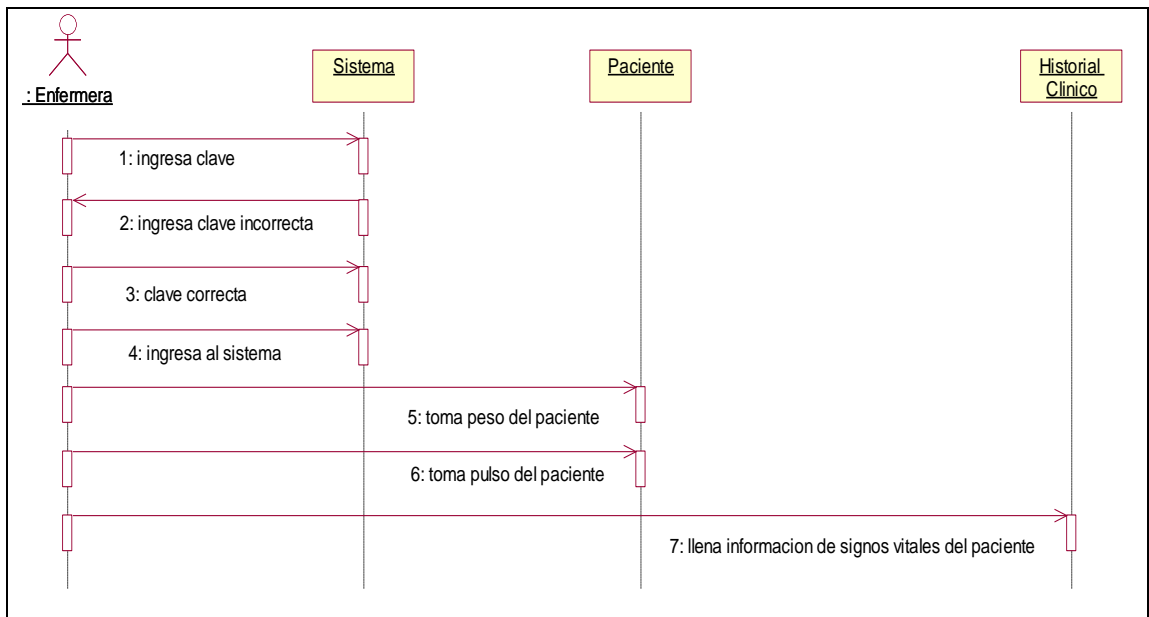 : Enfermera
Sistema
Paciente
Historial
Clinico
1: ingresa clave
2: ingresa clave incorrecta
3: clave correcta
4: ingresa al sistema
5: toma peso del paciente
6: toma pulso del paciente
7: llena informacion de signos vitales del paciente